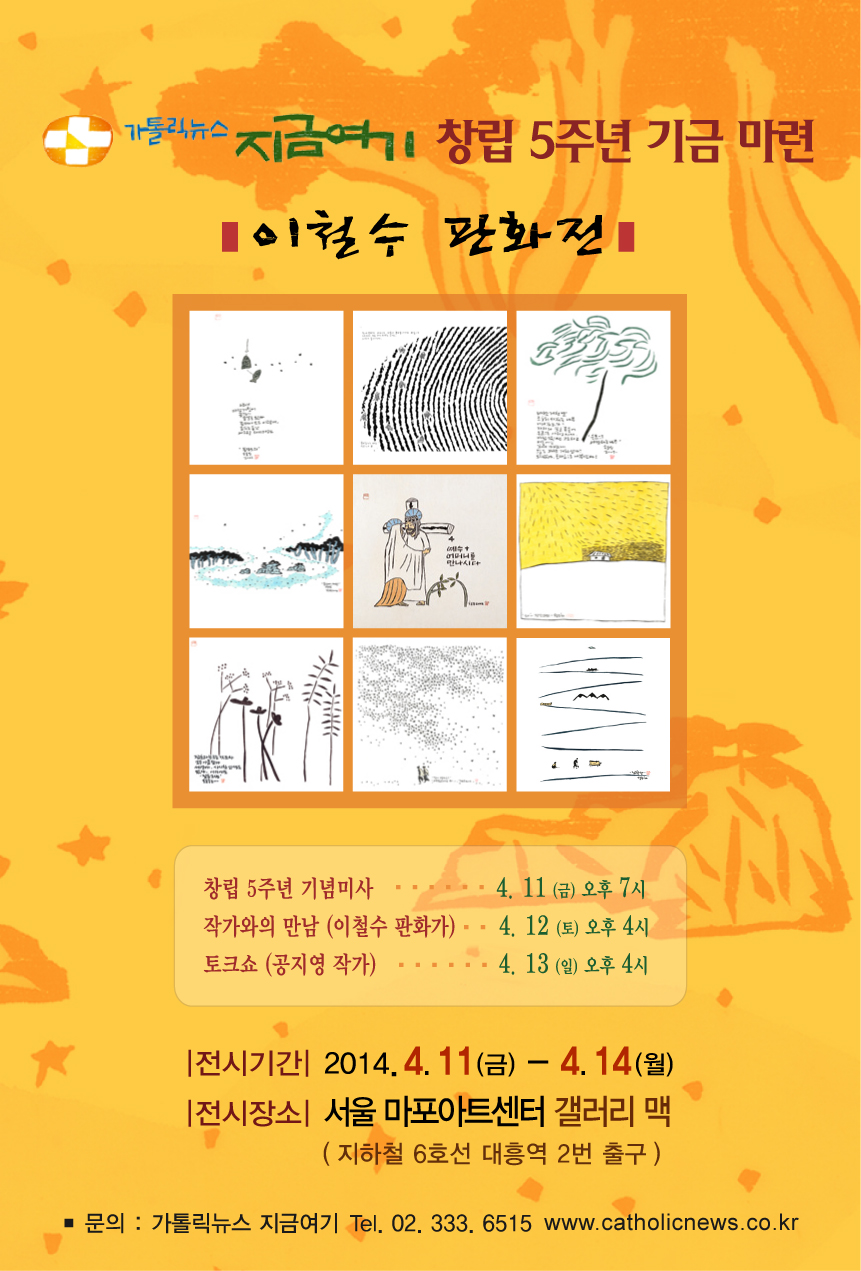 가톨릭뉴스 지금여기 창립 5주년 기금 마련
이철수 판화전
예수
어머니를
만나시다
창립 5주년 기념미사 ······ 4. 11 (금) 오후 7시
작가와의 만남 (이철수 판화가) ·· 4. 12 (토) 오후 4시
토크쇼 (공지영 작가) ······ 4. 13 (일) 오후 4시
|전시기간| 2014. 4. 11(금) - 4. 14(월)
|전시장소| 서울 마포아트센터 갤러리 맥
( 지하철 6호선 대흥역 2번 출구 )
■ 문의 : 가톨릭뉴스 지금여기 Tel. 02. 333. 6515 www.catholicnews.co.kr